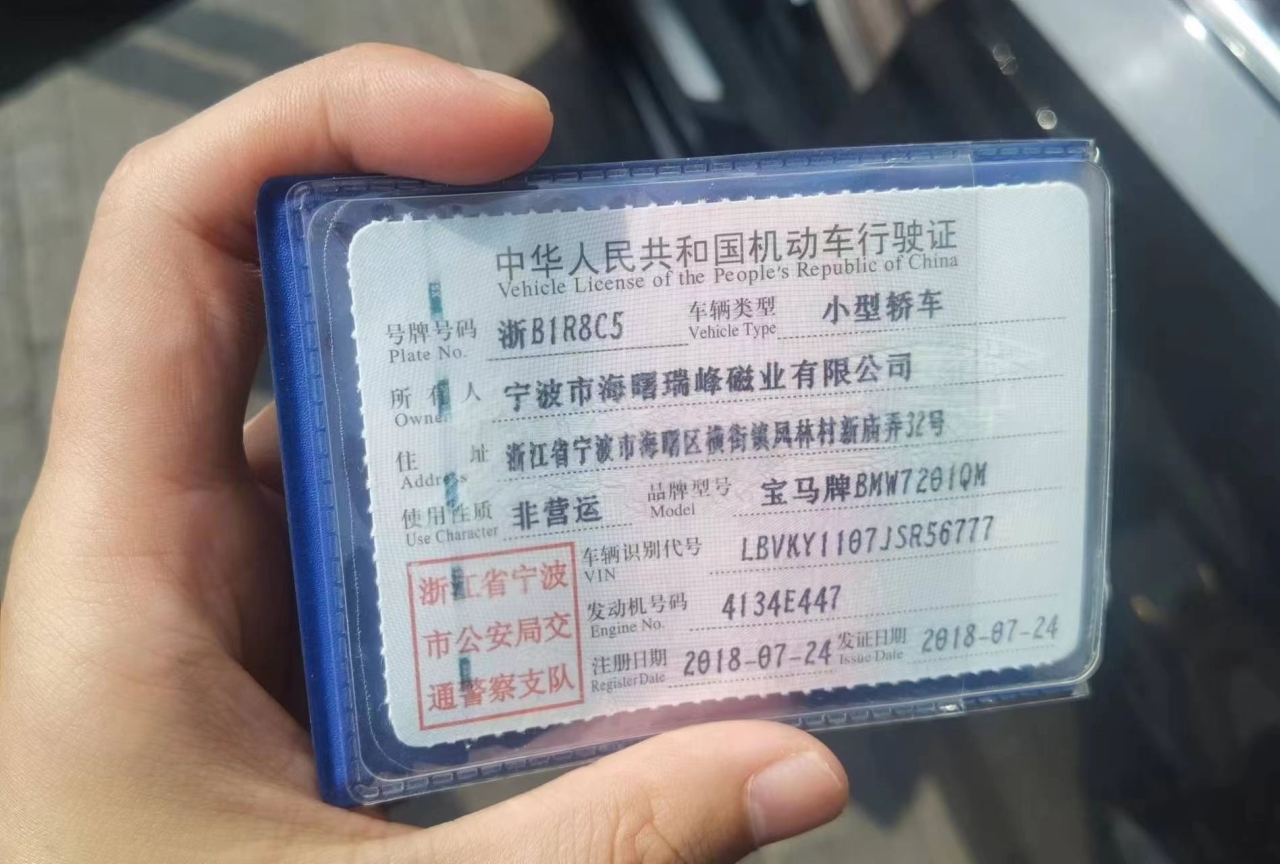 中华人民共和国机动车行驶证
Vehicle License of the People's Republic of China
号牌号码 浙B1R8C5 车辆类型 小型轿车
Plate No. Vehicle Type
所有人 宁波市海曙瑞峰磁业有限公司
Owner
住址 浙江省宁波市海曙区横街镇凤林村新庙弄32号
Address
使用性质 非营运 品牌型号 宝马牌BMW7201QM
Use Character Model
车辆识别代号 LBVKY1107JSR56777
VIN
发动机号码 4134E447
Engine No.
注册日期 2018-07-24 发证日期 2018-07-24
Register Date Issue Date
浙江省宁波
市公安局交
通警察支队